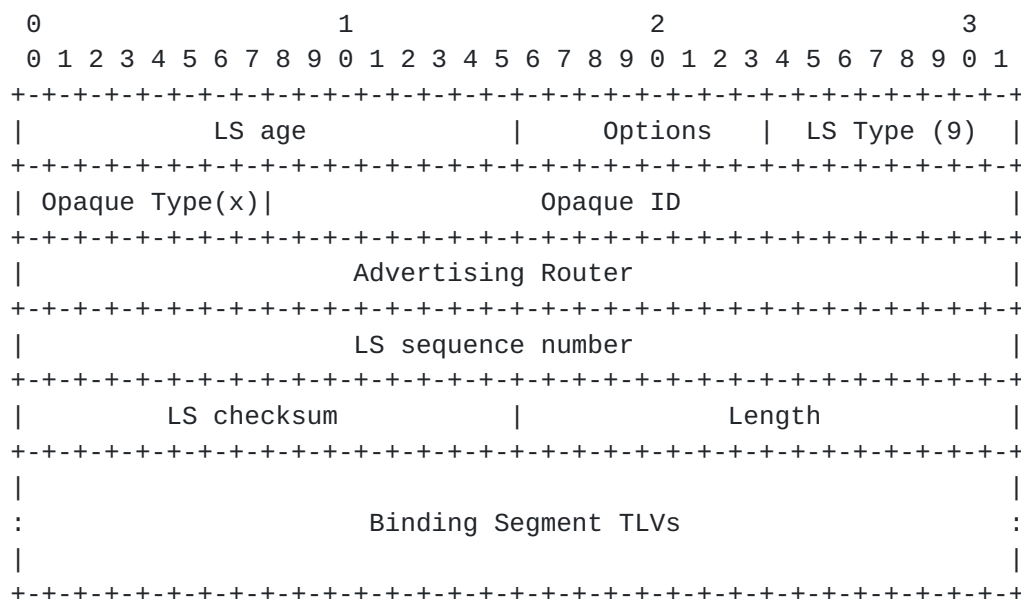 0                   1                   2                   3
 0 1 2 3 4 5 6 7 8 9 0 1 2 3 4 5 6 7 8 9 0 1 2 3 4 5 6 7 8 9 0 1
+-+-+-+-+-+-+-+-+-+-+-+-+-+-+-+-+-+-+-+-+-+-+-+-+-+-+-+-+-+-+-+-+
|            LS age             |     Options   |  LS Type (9)  |
+-+-+-+-+-+-+-+-+-+-+-+-+-+-+-+-+-+-+-+-+-+-+-+-+-+-+-+-+-+-+-+-+
| Opaque Type(x)|                 Opaque ID                     |
+-+-+-+-+-+-+-+-+-+-+-+-+-+-+-+-+-+-+-+-+-+-+-+-+-+-+-+-+-+-+-+-+
|                     Advertising Router                        |
+-+-+-+-+-+-+-+-+-+-+-+-+-+-+-+-+-+-+-+-+-+-+-+-+-+-+-+-+-+-+-+-+
|                     LS sequence number                        |
+-+-+-+-+-+-+-+-+-+-+-+-+-+-+-+-+-+-+-+-+-+-+-+-+-+-+-+-+-+-+-+-+
|         LS checksum           |             Length            |
+-+-+-+-+-+-+-+-+-+-+-+-+-+-+-+-+-+-+-+-+-+-+-+-+-+-+-+-+-+-+-+-+
|                                                               |
:                      Binding Segment TLVs                     :
|                                                               |
+-+-+-+-+-+-+-+-+-+-+-+-+-+-+-+-+-+-+-+-+-+-+-+-+-+-+-+-+-+-+-+-+